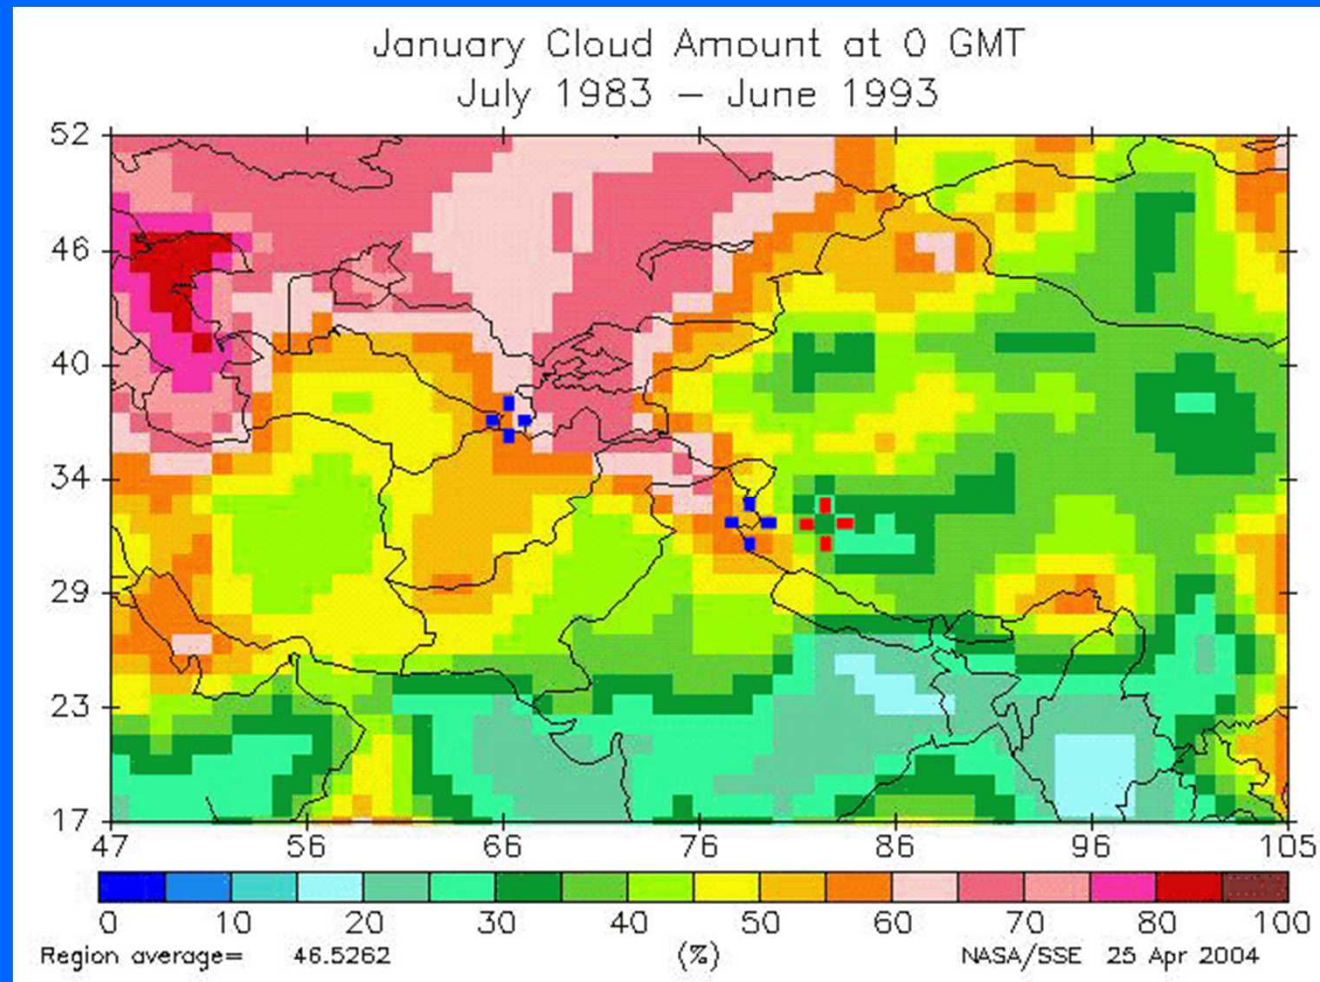 January Cloud Amount at 0 GMT
July 1983 – June 1993
52
46
40
34
29
23
17
47 56 66 76 86 96 105
0 10 20 30 40 50 60 70 80 100
Region average= 46.5262 (%) NASA/SSE 25 Apr 2004